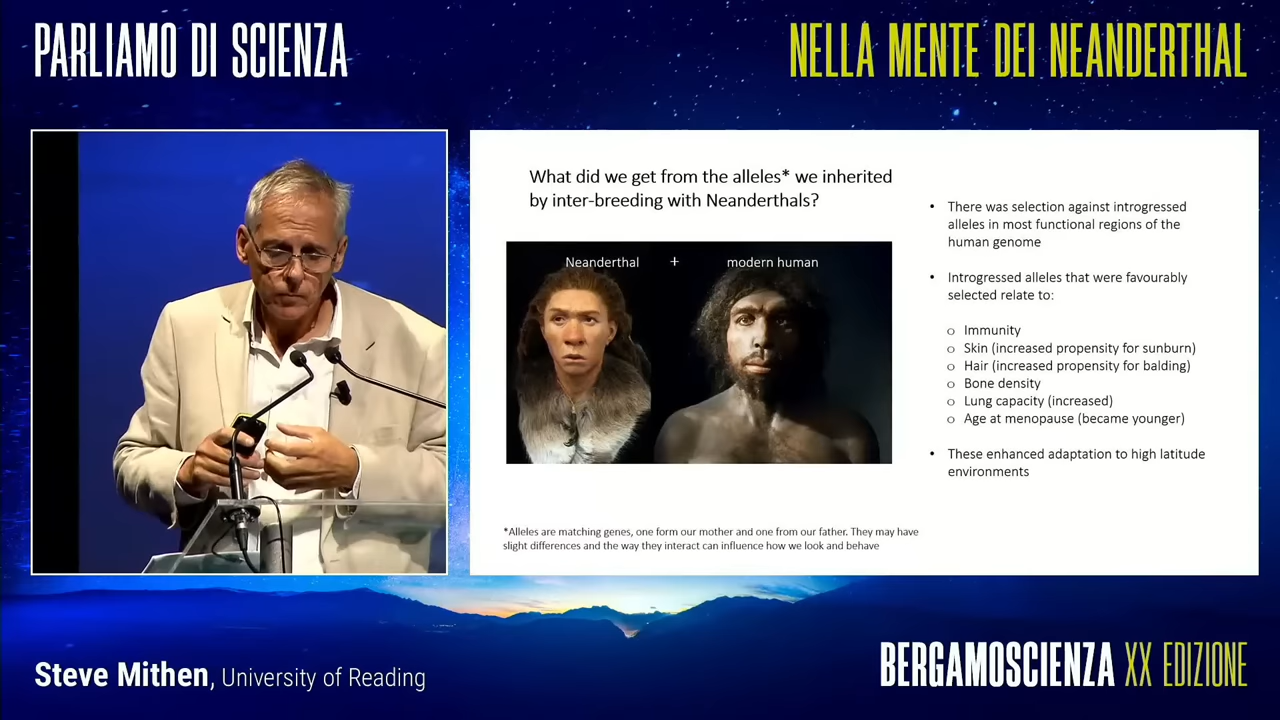 PARLIAMO DI SCIENZA
NELLA MENTE DEI NEANDERTHAL
What did we get from the alleles* we inherited
by inter-breeding with Neanderthals?
Neanderthal + modern human
*Alleles are matching genes, one form our mother and one from our father. They may have
slight differences and the way they interact can influence how we look and behave
• There was selection against introgressed
alleles in most functional regions of the
human genome
• Introgressed alleles that were favourably
selected relate to:
o Immunity
o Skin (increased propensity for sunburn)
o Hair (increased propensity for balding)
o Bone density
o Lung capacity (increased)
o Age at menopause (became younger)
• These enhanced adaptation to high latitude
environments
Steve Mithen, University of Reading
BERGAMOSCIENZA XX EDIZIONE